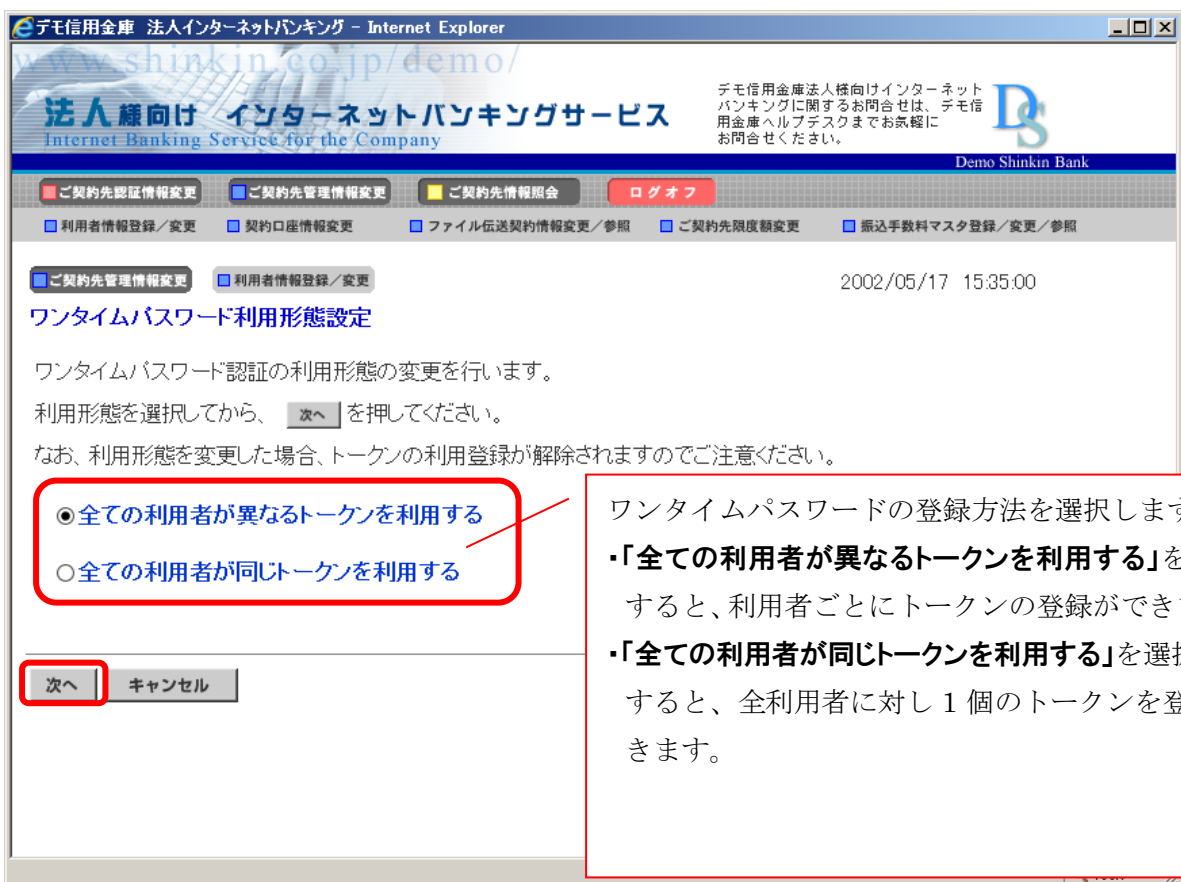 デモ信用金庫 法人インターネットバンキング - Internet Explorer
www.shinkin.co.jp/demo/
法人様向け インターネットバンキングサービス
Internet Banking Service for the Company
デモ信用金庫法人様向けインターネット
バンキングに関するお問合せは、デモ信
用金庫ヘルプデスクまでお気軽に
お問合せください。
DS
Demo Shinkin Bank
ご契約先認証情報変更 ご契約先管理情報変更 ご契約先情報照会 ログオフ
利用者情報登録/変更 契約口座情報変更 ファイル伝送契約情報変更/参照 ご契約先限度額変更 振込手数料マスタ登録/変更/参照
ご契約先管理情報変更 利用者情報登録/変更 2002/05/17 15:35:00
ワンタイムパスワード利用形態設定
ワンタイムパスワード認証の利用形態の変更を行います。
利用形態を選択してから、 次へ を押してください。
なお、利用形態を変更した場合、トークンの利用登録が解除されますのでご注意ください。
全ての利用者が異なるトークンを利用する
全ての利用者が同じトークンを利用する
次へ キャンセル
ワンタイムパスワードの登録方法を選択しま
・「全ての利用者が異なるトークンを利用する」を
すると、利用者ごとにトークンの登録ができ
・「全ての利用者が同じトークンを利用する」を選
すると、全利用者に対し1個のトークンを
きます。